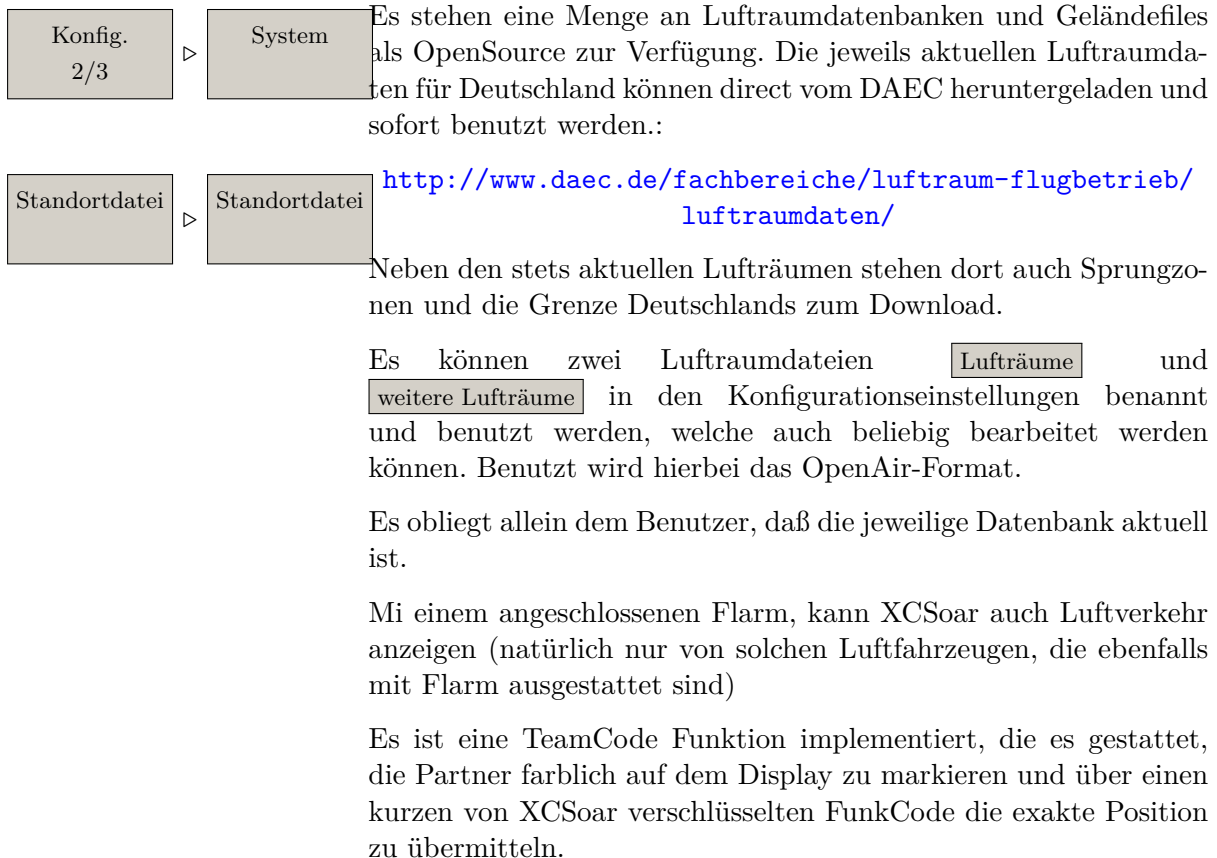 Konfig.
2/3
▷
System
Standortdatei
▷
Standortdatei
Es stehen eine Menge an Luftraumdatenbanken und Geländefiles
als OpenSource zur Verfügung. Die jeweils aktuellen Luftraumda-
ten für Deutschland können direct vom DAEC heruntergeladen und
sofort benutzt werden.:
http://www.daec.de/fachbereiche/luftraum-flugbetrieb/
luftraumdaten/
Neben den stets aktuellen Lufträumen stehen dort auch Sprungzo-
nen und die Grenze Deutschlands zum Download.
Es können zwei Luftraumdateien Lufträume und
weitere Lufträume in den Konfigurationseinstellungen benannt
und benutzt werden, welche auch beliebig bearbeitet werden
können. Benutzt wird hierbei das OpenAir-Format.
Es obliegt allein dem Benutzer, daß die jeweilige Datenbank aktuell
ist.
Mi einem angeschlossenen Flarm, kann XCSoar auch Luftverkehr
anzeigen (natürlich nur von solchen Luftfahrzeugen, die ebenfalls
mit Flarm ausgestattet sind)
Es ist eine TeamCode Funktion implementiert, die es gestattet,
die Partner farblich auf dem Display zu markieren und über einen
kurzen von XCSoar verschlüsselten FunkCode die exakte Position
zu übermitteln.